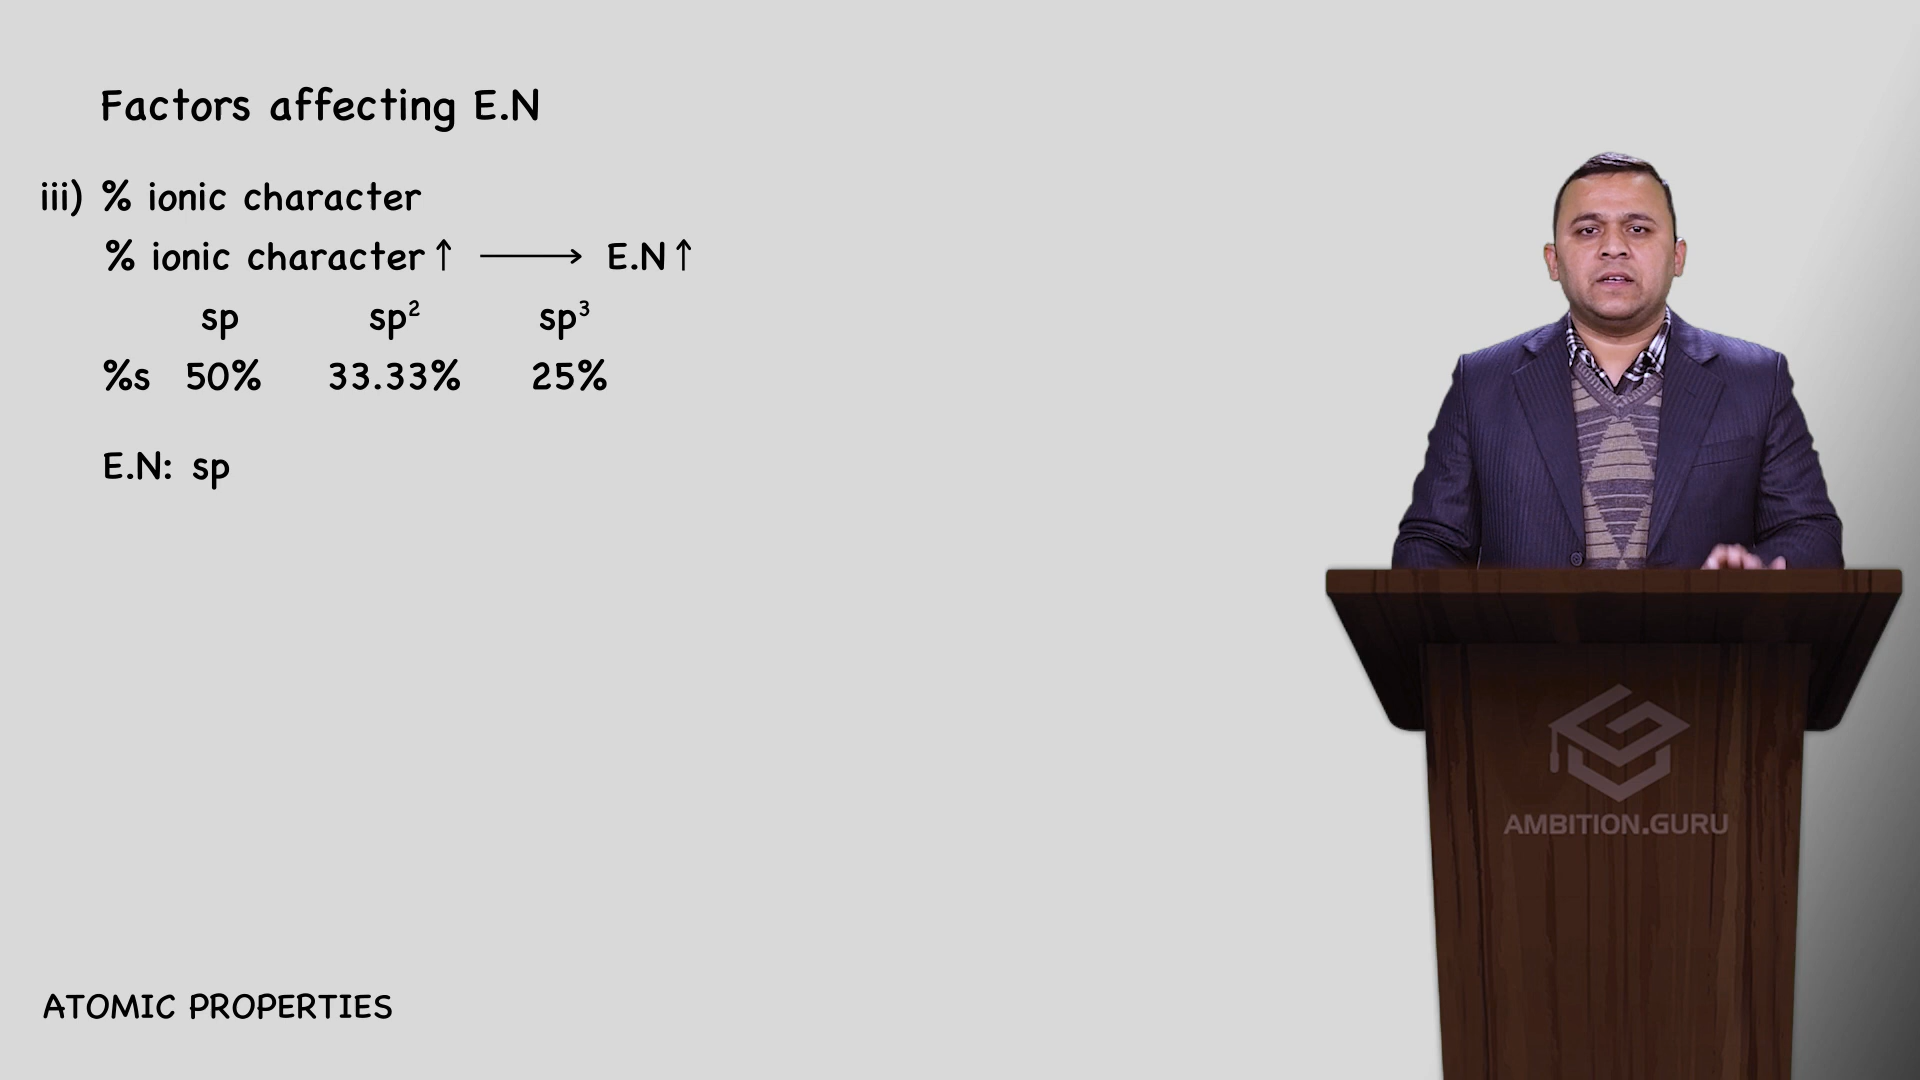 Factors affecting E.N
iii) % ionic character
% ionic character ↑ ⟶ E.N ↑
sp sp² sp³
%s 50% 33.33% 25%
E.N: sp
AMBITION.GURU
ATOMIC PROPERTIES